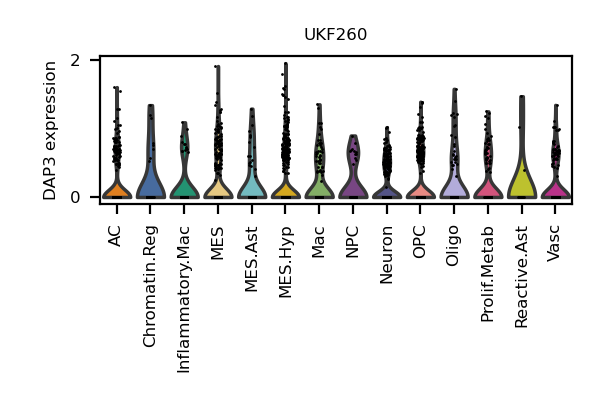 UKF260
DAP3 expression
2
0
AC
Chromatin.Reg
Inflammatory.Mac
MES
MES.Ast
MES.Hyp
Mac
NPC
Neuron
OPC
Oligo
Prolif.Metab
Reactive.Ast
Vasc